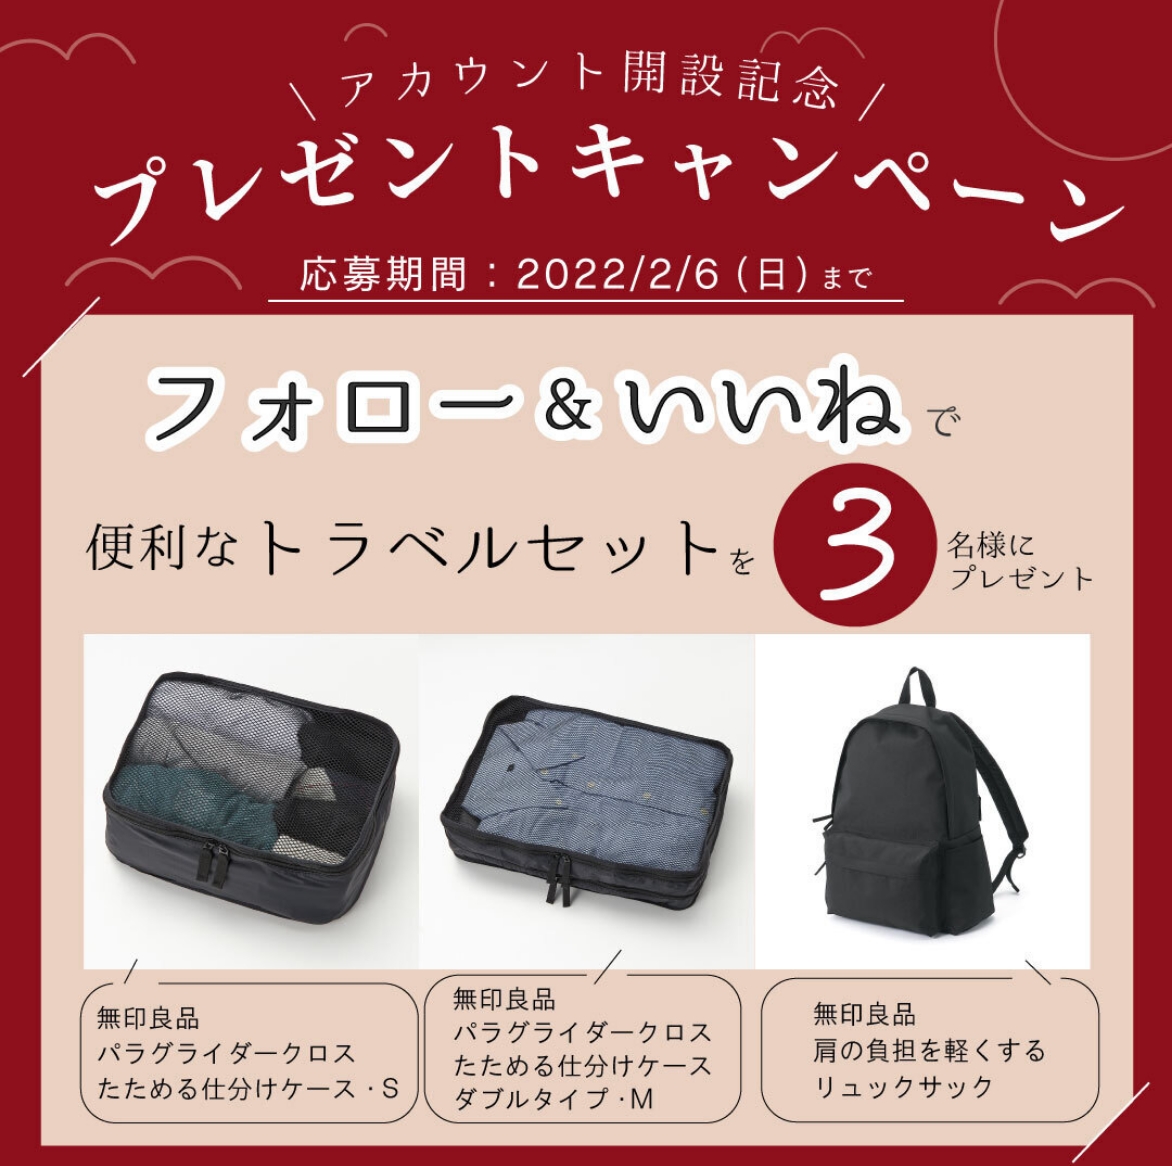 アカウント開設記念
プレゼントキャンペーン
応募期間：2022/2/6（日）まで
フォロー&いいねで
便利なトラベルセットを3名様に
プレゼント
無印良品
パラグライダークロス
たためる仕分けケース・S
無印良品
パラグライダークロス
たためる仕分けケース
ダブルタイプ・M
無印良品
肩の負担を軽くする
リュックサック